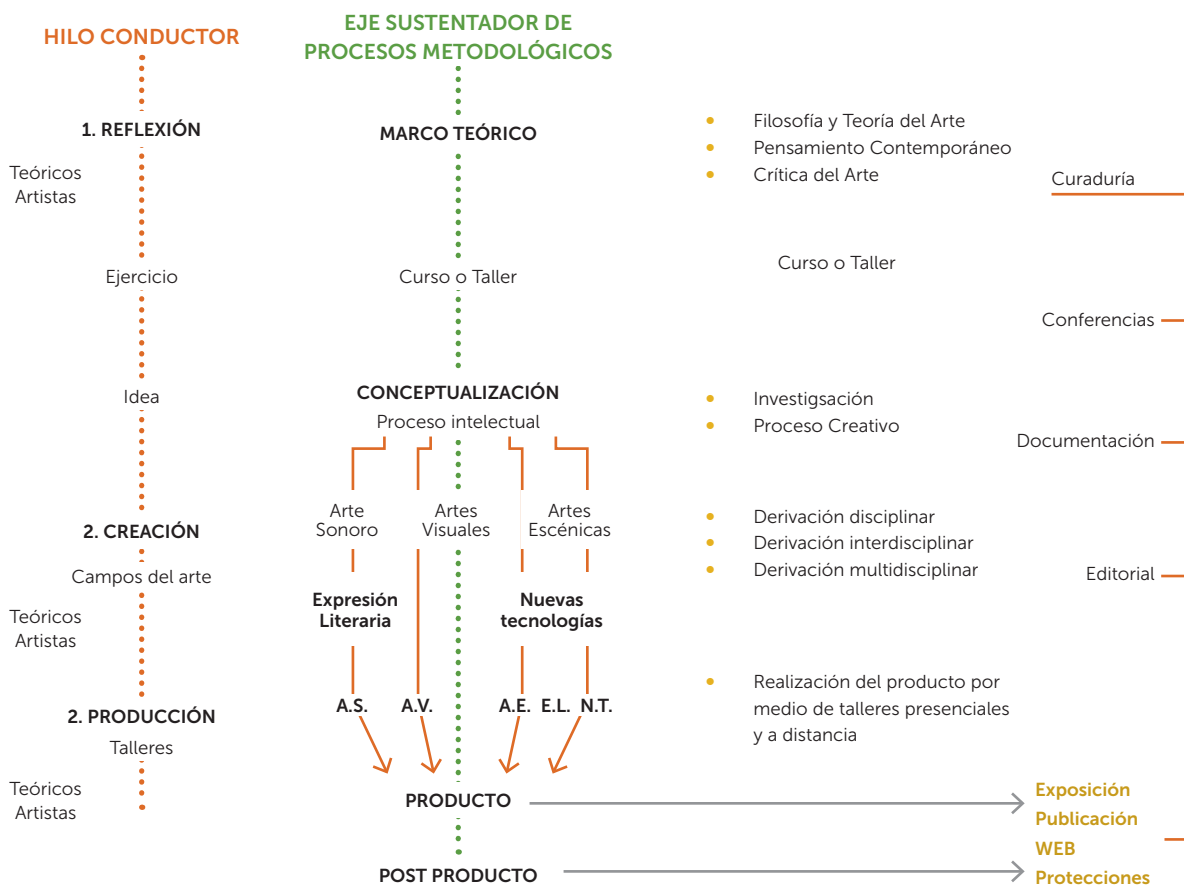 HILO CONDUCTOR
EJE SUSTENTADOR DE
PROCESOS METODOLÓGICOS
1. REFLEXIÓN
MARCO TEÓRICO
Filosofía y Teoría del Arte
Pensamiento Contemporáneo
Crítica del Arte
Teóricos
Artistas
Curaduría
Ejercicio
Curso o Taller
Curso o Taller
Conferencias
Idea
CONCEPTUALIZACIÓN
Proceso intelectual
Investigsación
Proceso Creativo
Documentación
Arte
Sonoro
Artes
Visuales
Artes
Escénicas
2. CREACIÓN
Campos del arte
Derivación disciplinar
Derivación interdisciplinar
Derivación multidisciplinar
Editorial
Teóricos
Artistas
Expresión
Literaria
Nuevas
tecnologías
A.S.
A.V.
A.E.
E.L.
N.T.
Realización del producto por
medio de talleres presenciales
y a distancia
2. PRODUCCIÓN
Talleres
Teóricos
Artistas
PRODUCTO
Exposición
Publicación
WEB
Protecciones
POST PRODUCTO